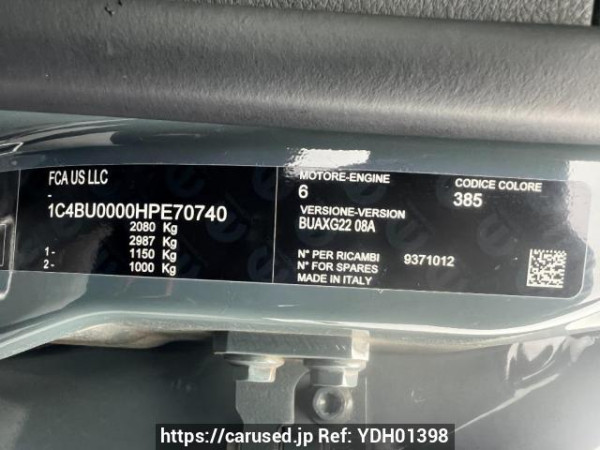 FCA US LLC
1C4BU0000HPE70740
2080 Kg
2987 Kg
1- 1150 Kg
2- 1000 Kg
MOTORE-ENGINE
6
CODICE COLORE
385
VERSIONE-VERSION
BUAXG22 08A
N° PER RICAMBI
N° FOR SPARES
9371012
MADE IN ITALY
https://carused.jp Ref: YDH01398